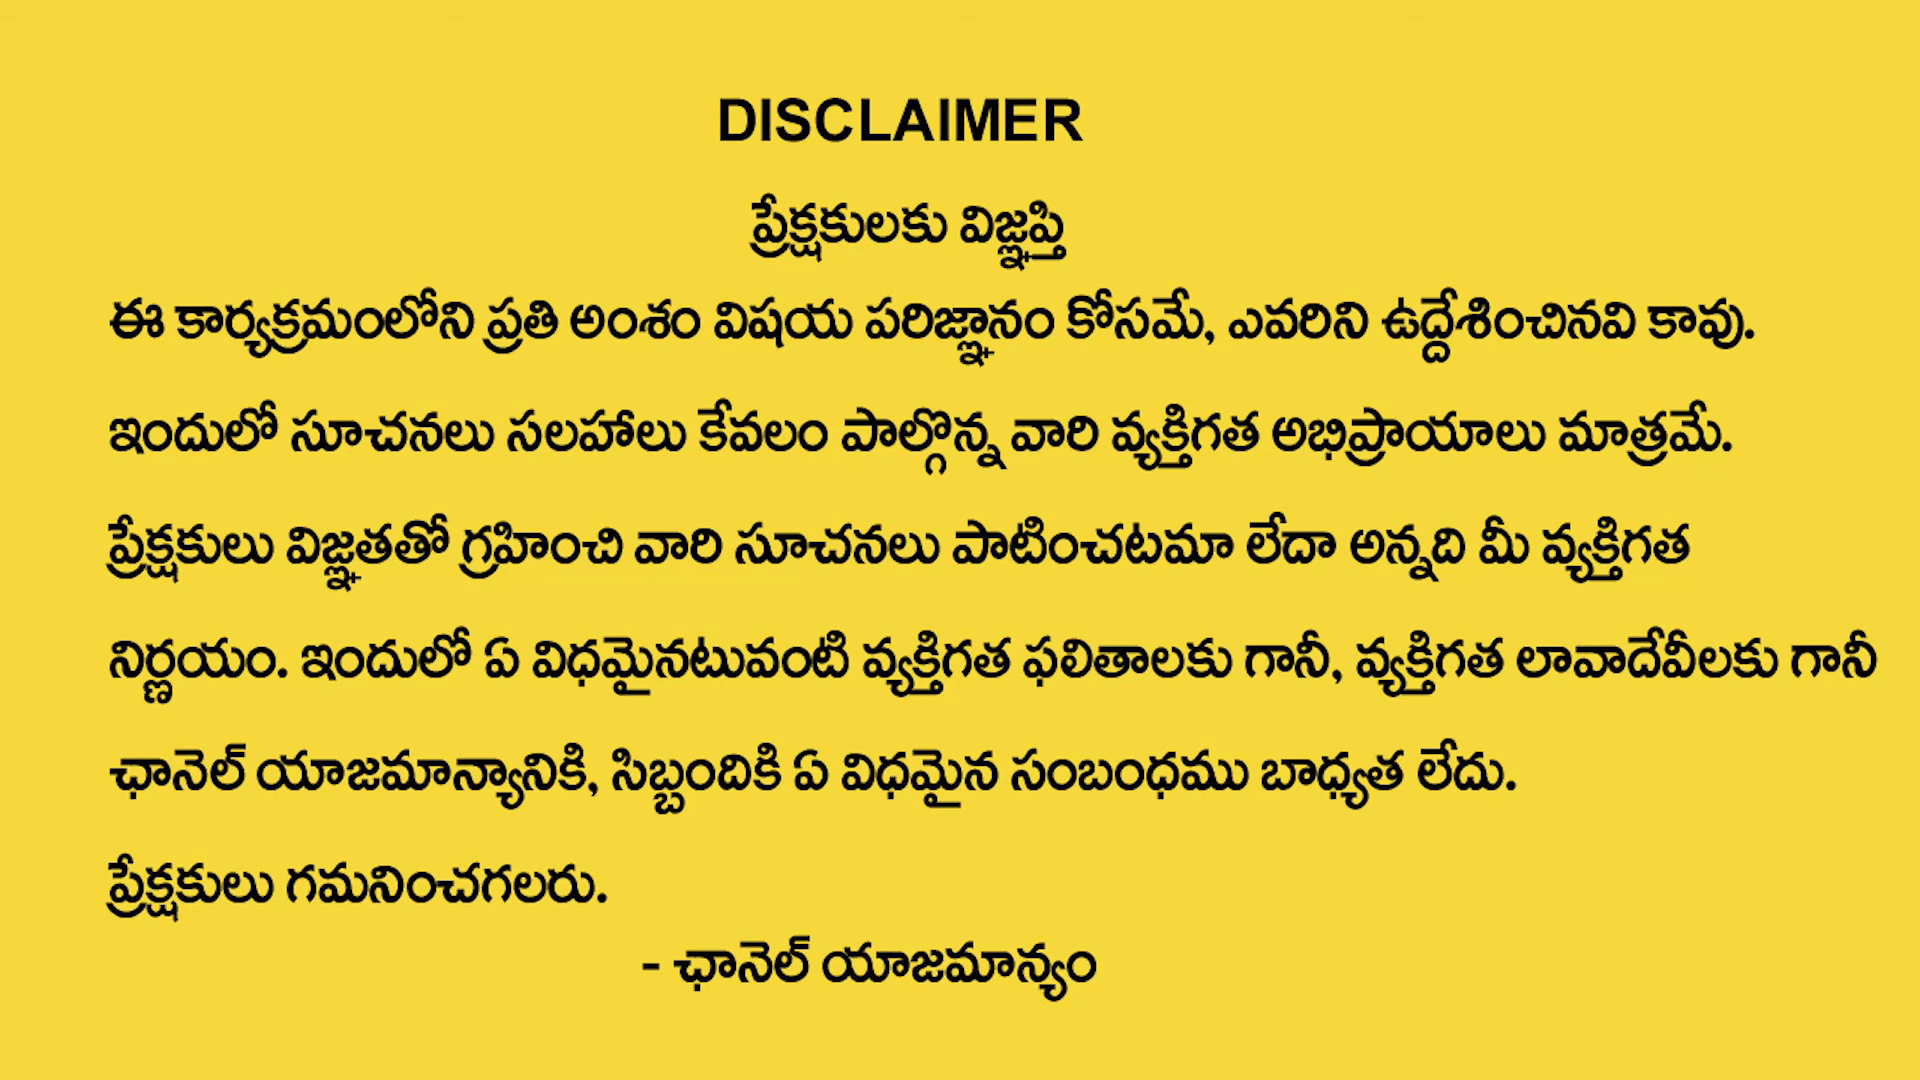 DISCLAIMER
ప్రేక్షకులకు విజ్ఞప్తి
ఈ కార్యక్రమంలోని ప్రతి అంశం విషయ పరిజ్ఞానం కోసమే, ఎవరిని ఉద్దేశించినవి కావు.
ఇందులో సూచనలు సలహాలు కేవలం పాల్గొన్న వారి వ్యక్తిగత అభిప్రాయాలు మాత్రమే.
ప్రేక్షకులు విజ్ఞతతో గ్రహించి వారి సూచనలు పాటించటమా లేదా అన్నది మీ వ్యక్తిగత
నిర్ణయం. ఇందులో ఏ విధమైనటువంటి వ్యక్తిగత ఫలితాలకు గానీ, వ్యక్తిగత లావాదేవీలకు గానీ
ఛానెల్ యాజమాన్యానికి, సిబ్బందికి ఏ విధమైన సంబంధము బాధ్యత లేదు.
ప్రేక్షకులు గమనించగలరు.
- ఛానెల్ యాజమాన్యం